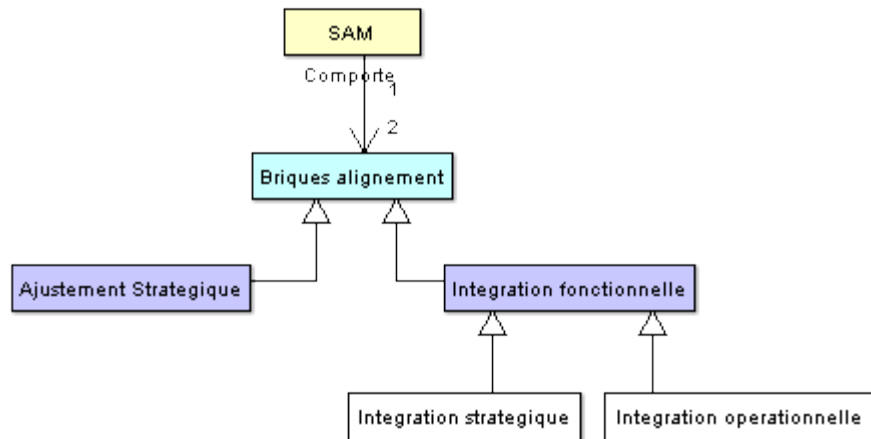 SAM
Comporte
1
2
Briques alignement
Ajustement Strategique
Integration fonctionnelle
Integration strategique
Integration operationnelle